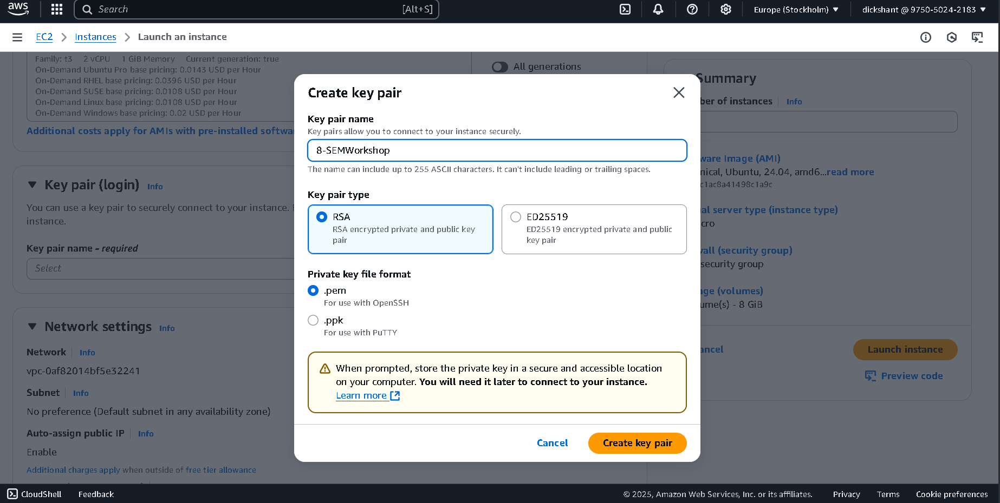 aws
Search
[Alt+S]
Europe (Stockholm)
dickshant @ 9750-5024-2183
EC2
Instances
Launch an instance
Family: t3 2 vCPU 1 GiB Memory Current generation: true
On-Demand Ubuntu Pro base pricing: 0.0143 USD per Hour
On-Demand RHEL base pricing: 0.0396 USD per Hour
On-Demand SUSE base pricing: 0.0108 USD per Hour
On-Demand Linux base pricing: 0.0108 USD per Hour
On-Demand Windows base pricing: 0.02 USD per Hour
Additional costs apply for AMIs with pre-installed softwa
All generations
Key pair (login) Info
You can use a key pair to securely connect to your instance.
instance.
Key pair name - required
Select
Network settings Info
Network Info
vpc-0af82014bf5e32241
Subnet Info
No preference (Default subnet in any availability zone)
Auto-assign public IP Info
Enable
Additional charges apply when outside of free tier allowance
Create key pair
Key pair name
Key pairs allow you to connect to your instance securely.
8-SEMWorkshop
The name can include up to 255 ASCII characters. It can't include leading or trailing spaces.
Key pair type
RSA
RSA encrypted private and public key
pair
ED25519
ED25519 encrypted private and public
key pair
Private key file format
.pem
For use with OpenSSH
.ppk
For use with PuTTY
When prompted, store the private key in a secure and accessible location
on your computer. You will need it later to connect to your instance.
Learn more
Cancel
Create key pair
Summary
ber of instances Info
ware Image (AMI)
nical, Ubuntu, 24.04, amd6...read more
c1ac8a41498c1a9c
al server type (instance type)
cro
wall (security group)
security group
age (volumes)
ume(s) - 8 GiB
ancel
Launch instance
Preview code
CloudShell
Feedback
© 2025, Amazon Web Services, Inc. or its affiliates.
Privacy
Terms
Cookie preferences